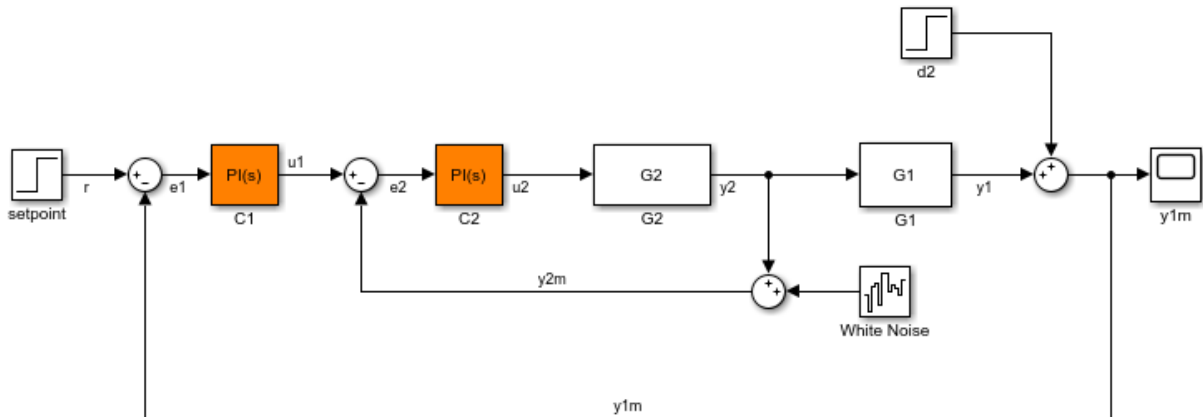 d2
setpoint
r
e1
PI(s)
C1
u1
e2
PI(s)
C2
u2
G2
G2
y2
G1
G1
y1
y1m
y2m
White Noise
y1m